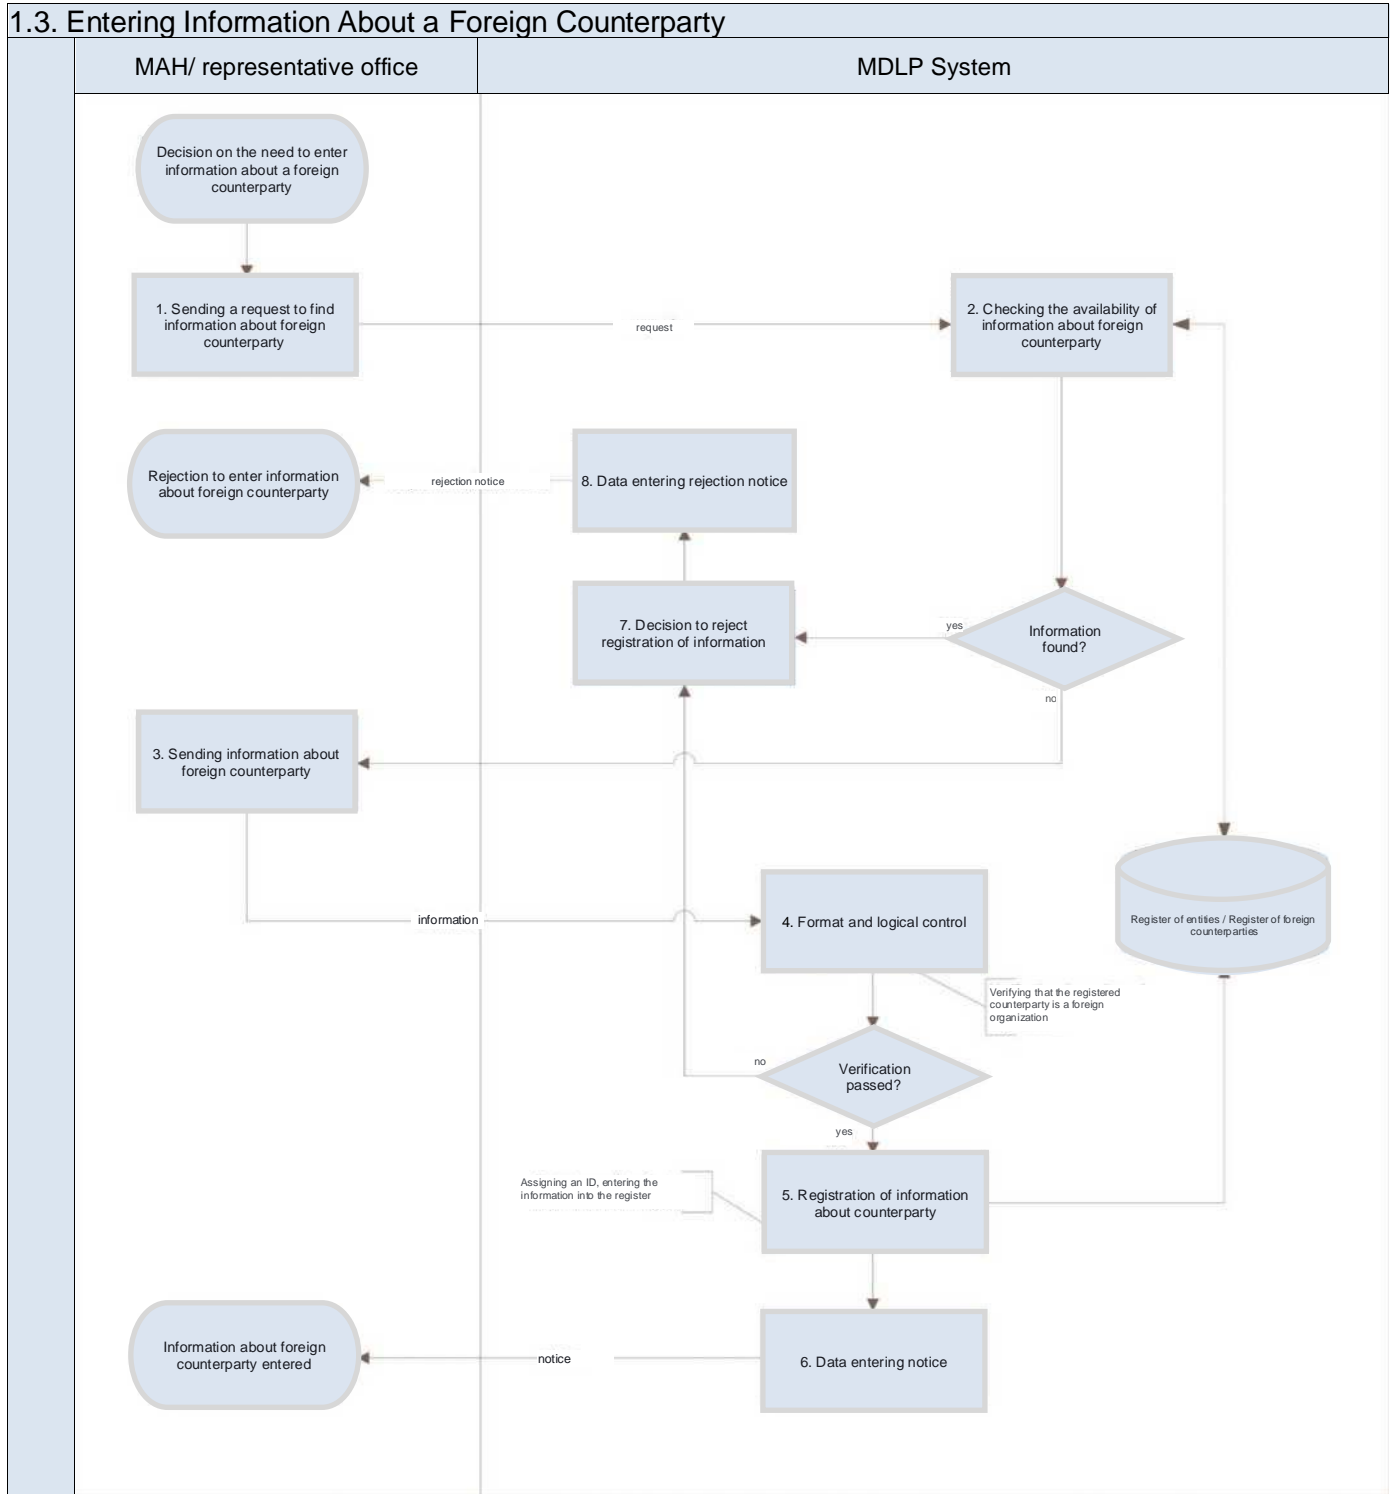 1.3. Entering Information About a Foreign Counterparty
MAH/ representative office
MDLP System
Decision on the need to enter
information about a foreign
counterparty
1. Sending a request to find
information about foreign
counterparty
request
2. Checking the availability of
information about foreign
counterparty
Rejection to enter information
about foreign counterparty
rejection notice
8. Data entering rejection notice
7. Decision to reject
registration of information
yes
Information
found?
no
3. Sending information about
foreign counterparty
information
4. Format and logical control
Register of entities / Register of foreign
counterparties
Verifying that the registered
counterparty is a foreign
organization
no
Verification
passed?
yes
Assigning an ID, entering the
information into the register
5. Registration of information
about counterparty
Information about foreign
counterparty entered
notice
6. Data entering notice